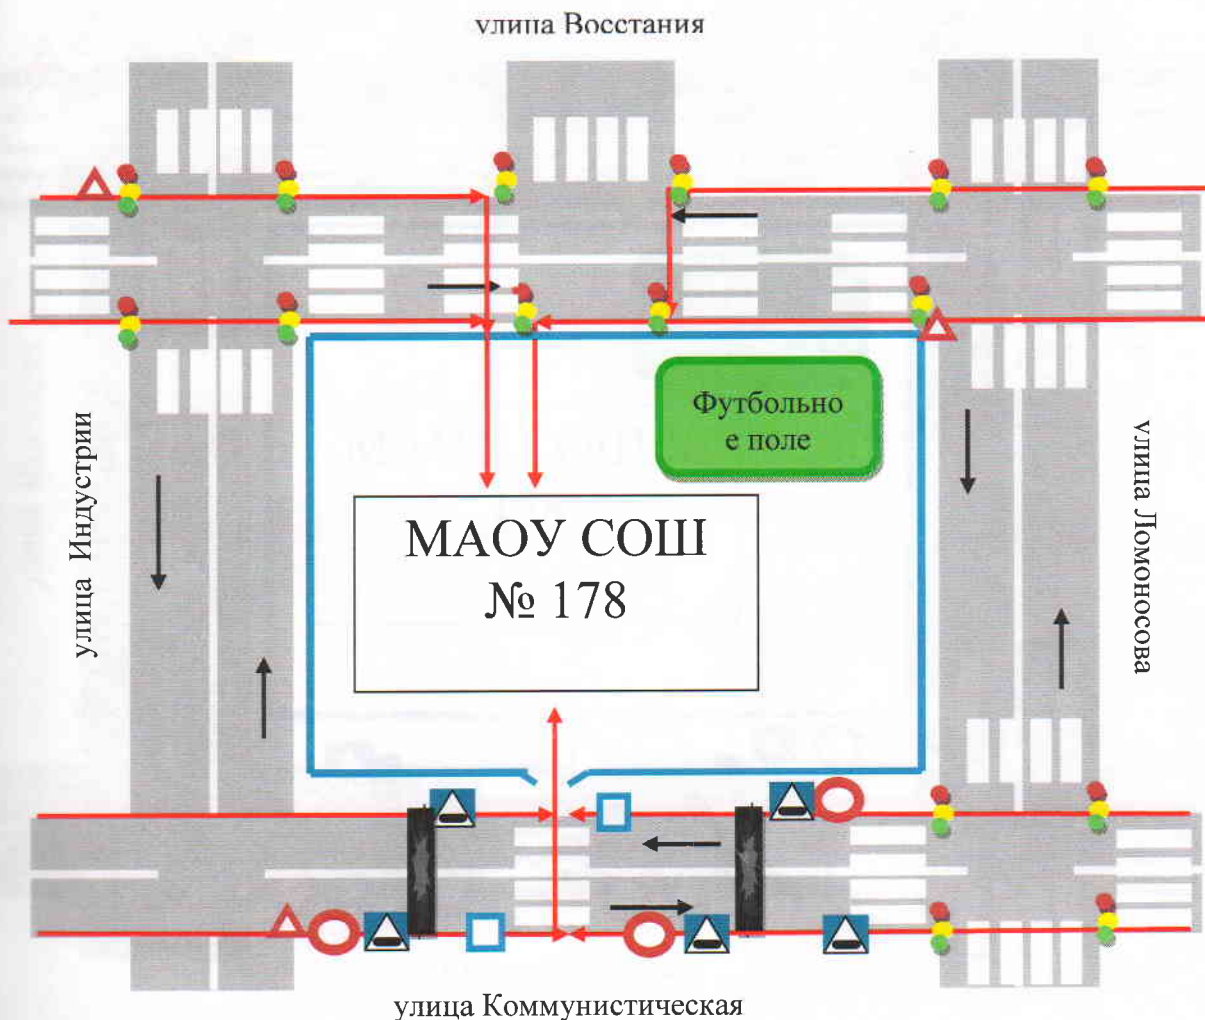 улица Восстания
Футбольно
е поле
улица Индустрии
МАОУ СОШ
№ 178
улица Ломоносова
улица Коммунистическая